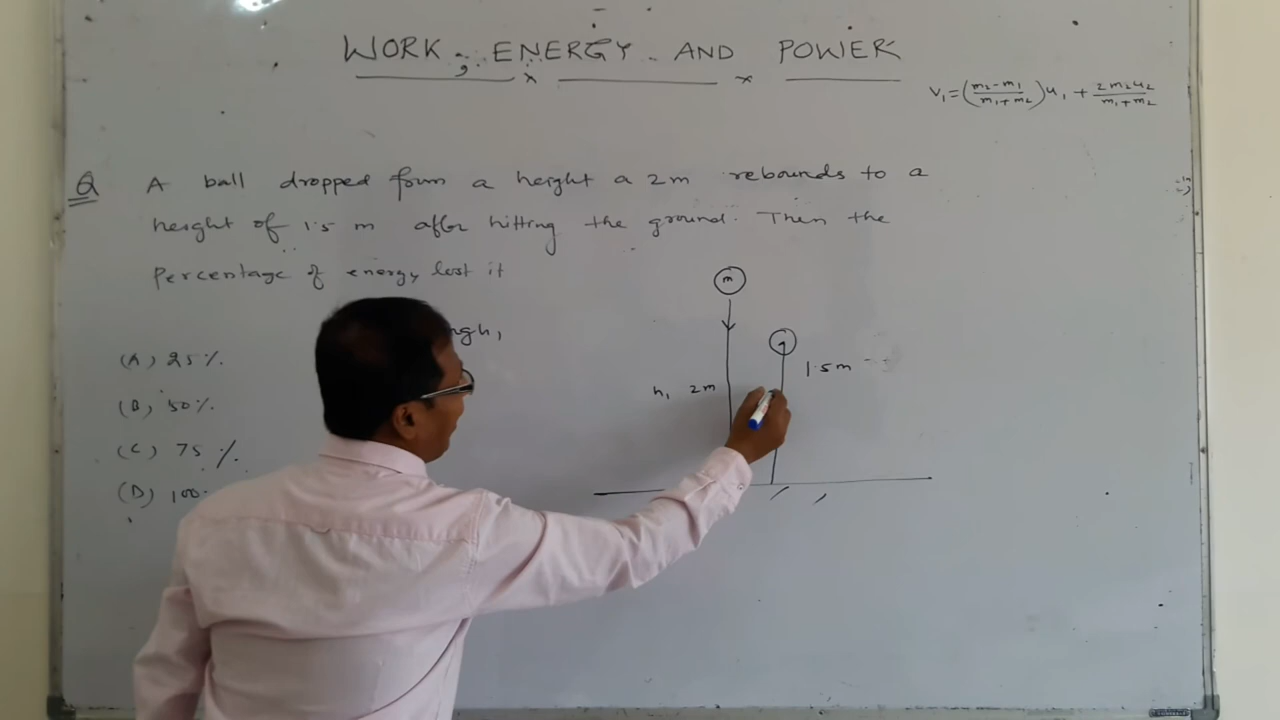 WORK, ENERGY AND POWER
V₁=(m₂-m₁/m₁+m₂)u₁ + 2m₂u₂/m₁+m₂
Q A ball dropped from a height a 2m rebounds to a
height of 1.5 m after hitting the ground. Then the
Percentage of energy lost it
(A) 25%
(B) 50%
(C) 75 %
(D) 100
mgh,
m
1.5m
h₁ 2m